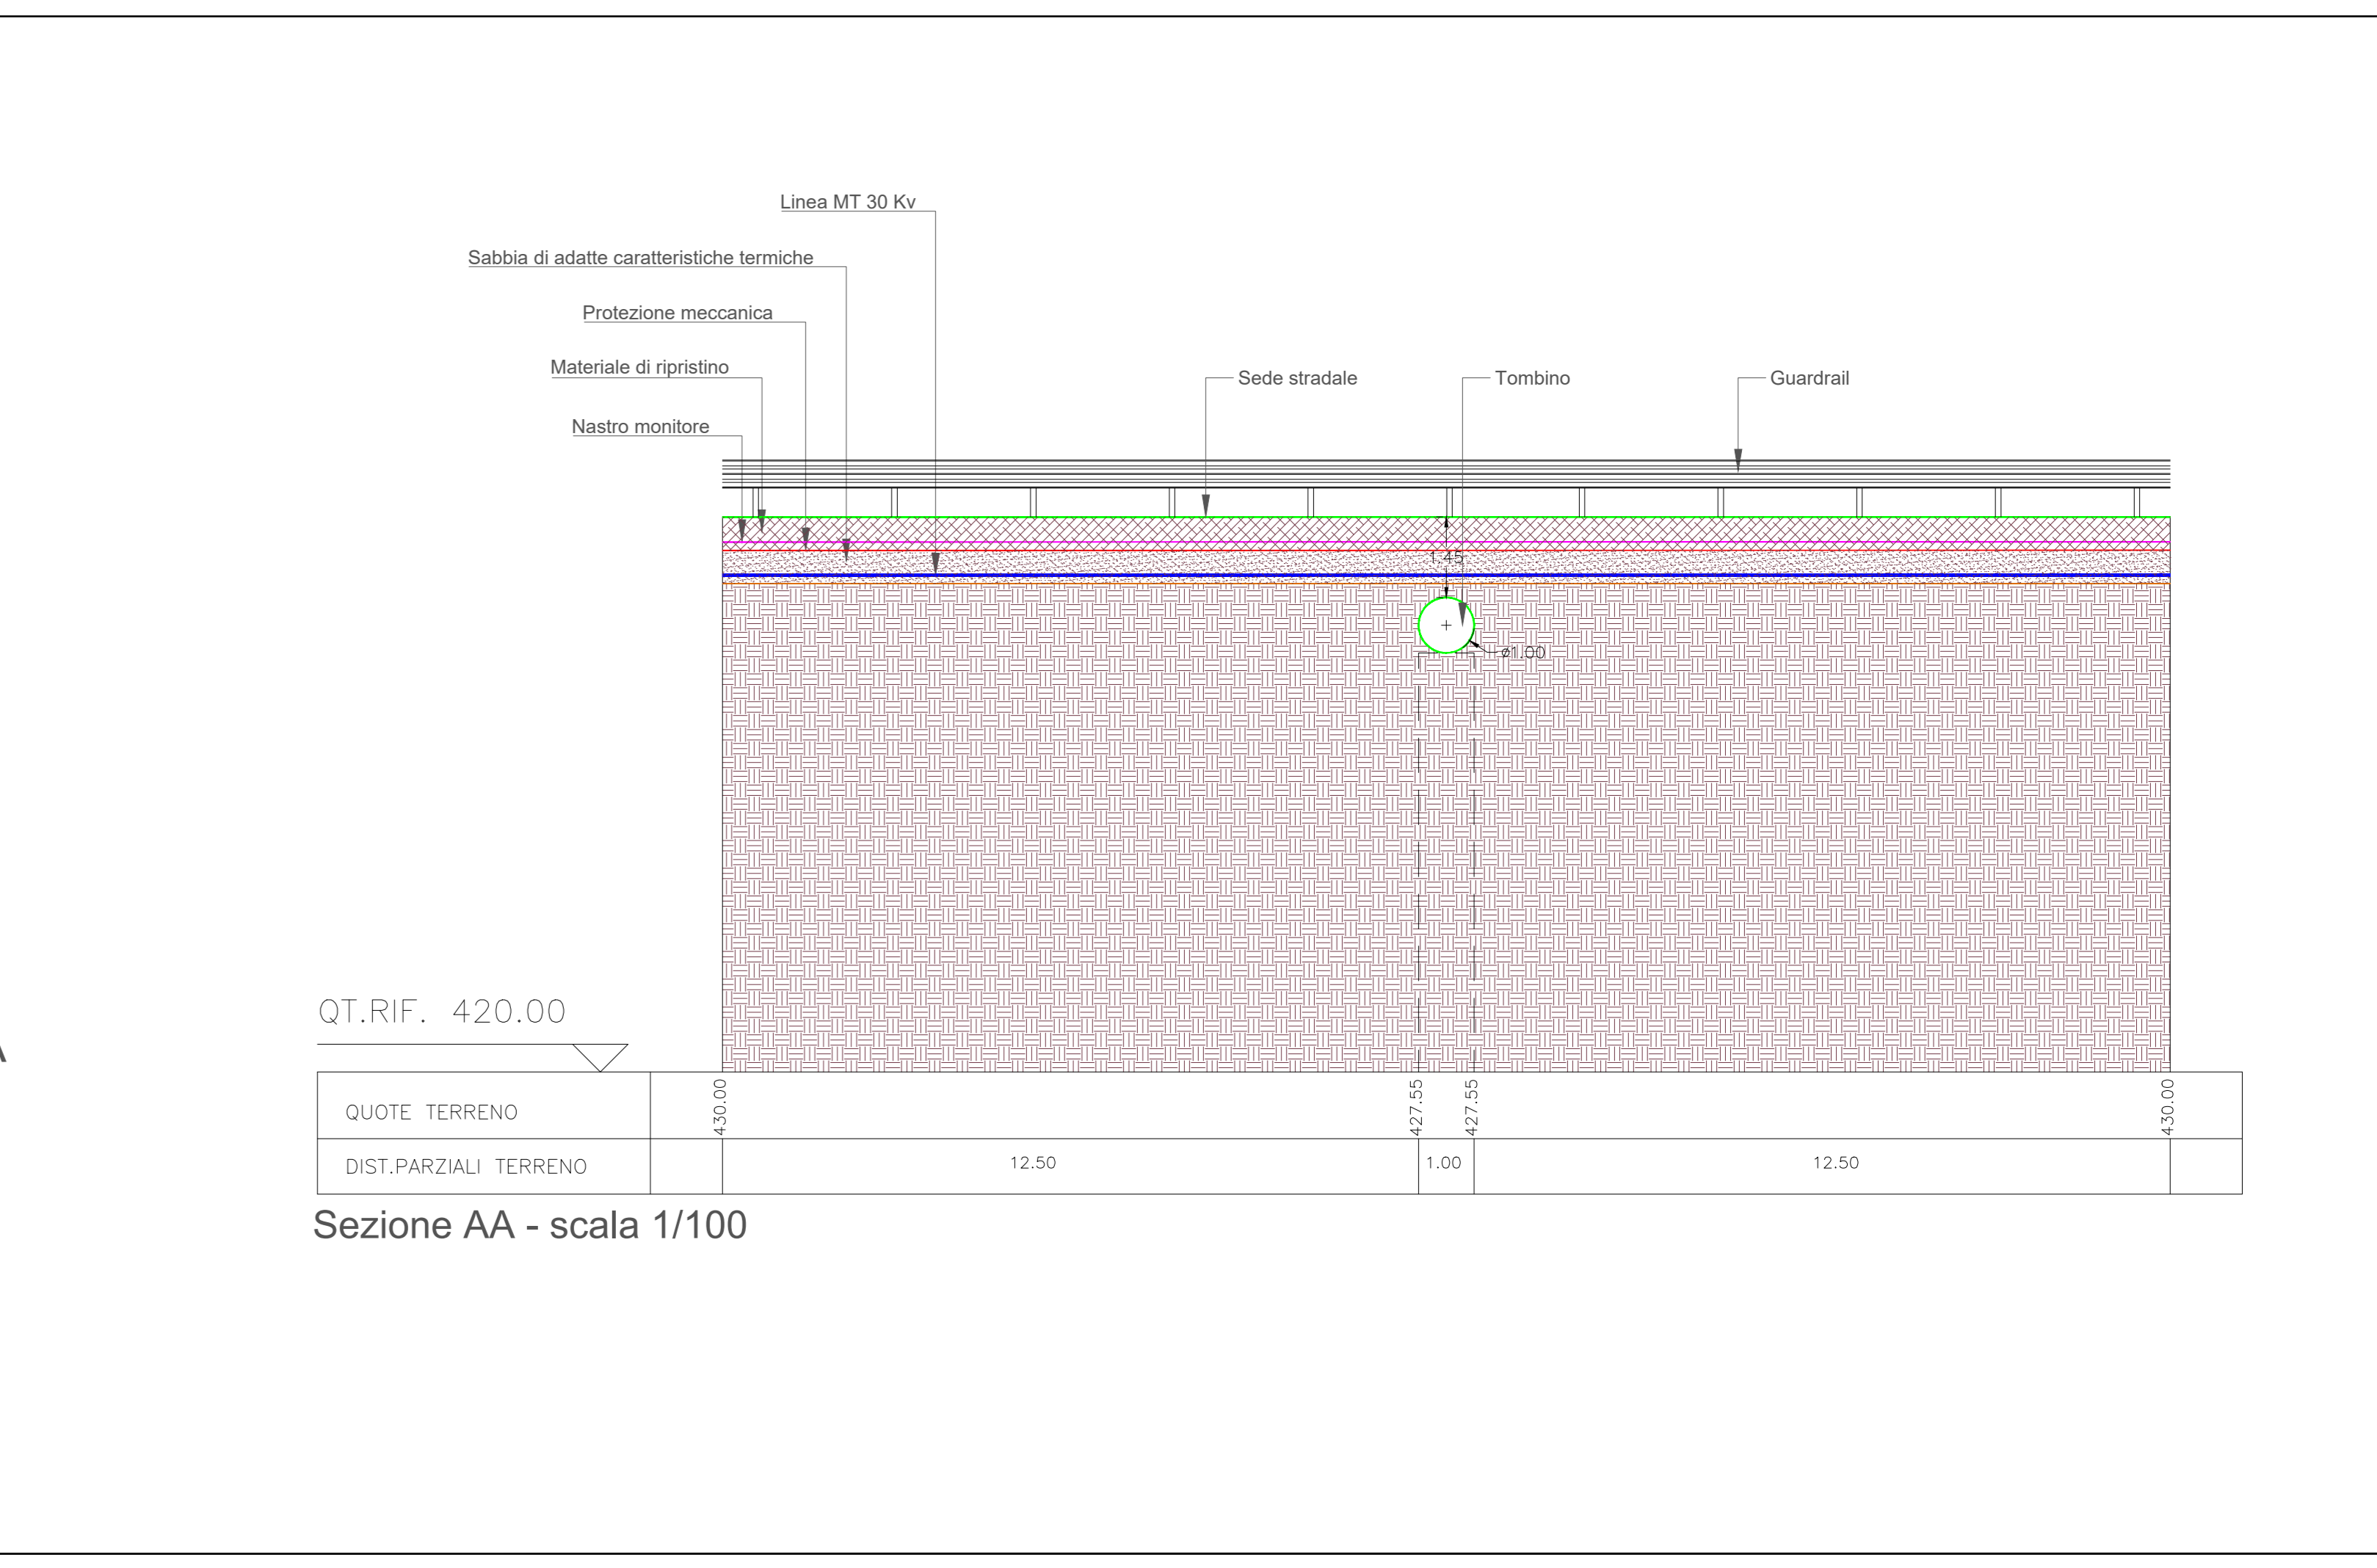 Linea MT 30 Kv
Sabbia di adatte caratteristiche termiche
Protezione meccanica
Materiale di ripristino
Sede stradale
Tombino
Guardrail
Nastro monitore
1.45
ø1.00
QT.RIF. 420.00
A
QUOTE TERRENO
430.00
427.55
427.55
430.00
DIST.PARZIALI TERRENO
12.50
1.00
12.50
Sezione AA - scala 1/100